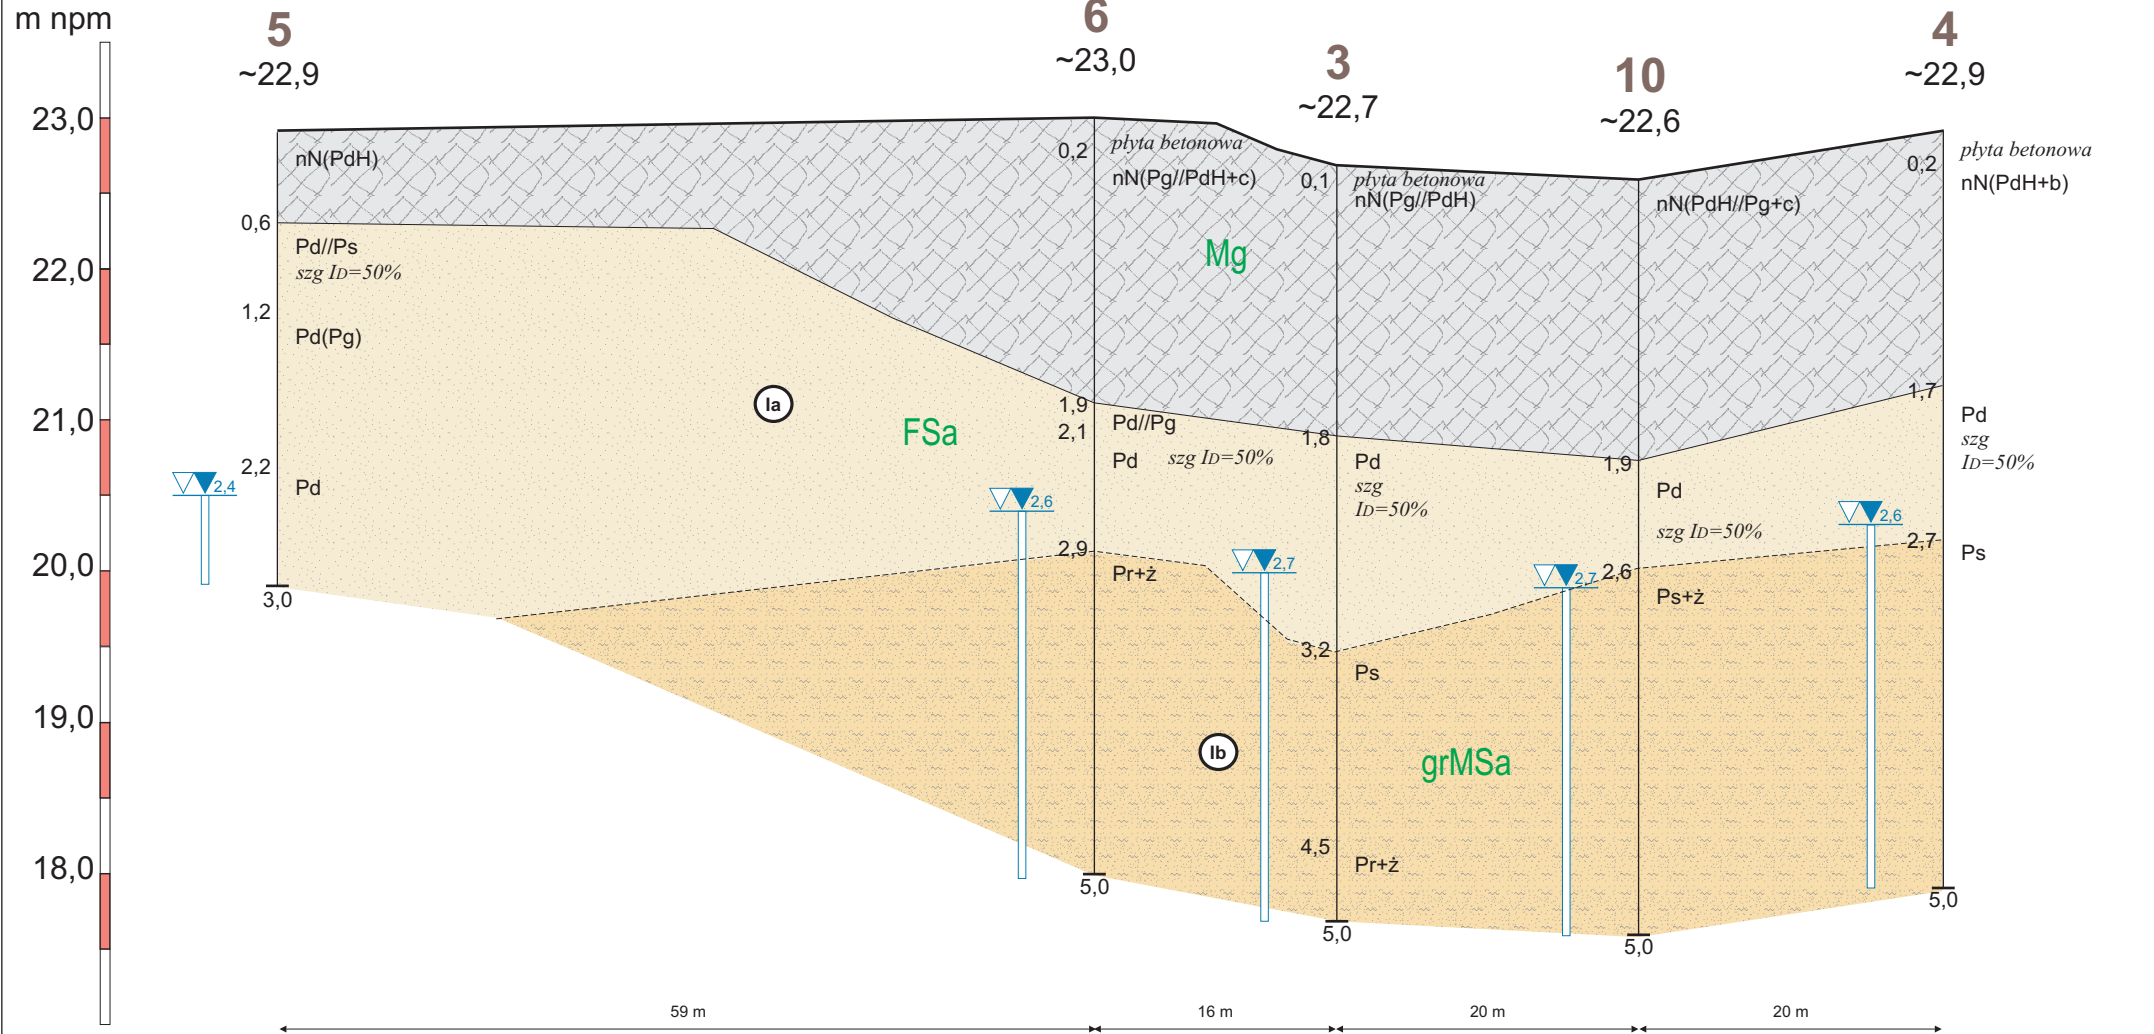 m npm
5
~22,9
6
~23,0
3
~22,7
10
~22,6
4
~22,9
23,0
22,0
21,0
20,0
19,0
18,0
nN(PdH)
0,6
Pd//Ps
szg ID=50%
1,2
Pd(Pg)
2,2
Pd
3,0
2,4
Ia
FSa
0,2
płyta betonowa
nN(Pg//PdH+c)
1,9
2,1
Pd//Pg
Pd szg ID=50%
2,6
2,9
Pr+ż
5,0
Mg
0,1
płyta betonowa
nN(Pg//PdH)
1,8
Pd
szg
ID=50%
2,7
3,2
Ps
4,5
Pr+ż
5,0
Ib
grMSa
nN(PdH//Pg+c)
1,9
Pd
szg ID=50%
2,7
2,6
Ps+ż
5,0
0,2
płyta betonowa
nN(PdH+b)
1,7
Pd
szg
ID=50%
2,6
2,7
Ps
5,0
59 m
16 m
20 m
20 m